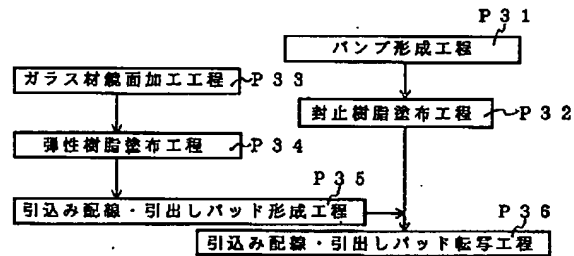 P31
バンプ形成工程
ガラス材鏡面加工工程 P33
封止樹脂塗布工程 P32
弾性樹脂塗布工程 P34
P35
引込み配線・引出しパッド形成工程
P36
引込み配線・引出しパッド転写工程